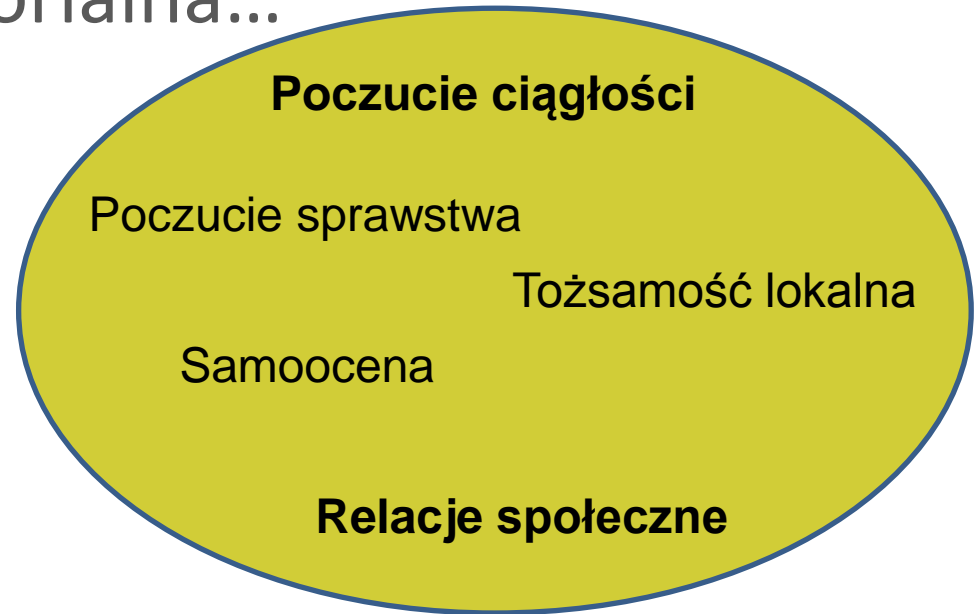 Poczucie ciągłości
Poczucie sprawstwa
Tożsamość lokalna
Samoocena
Relacje społeczne